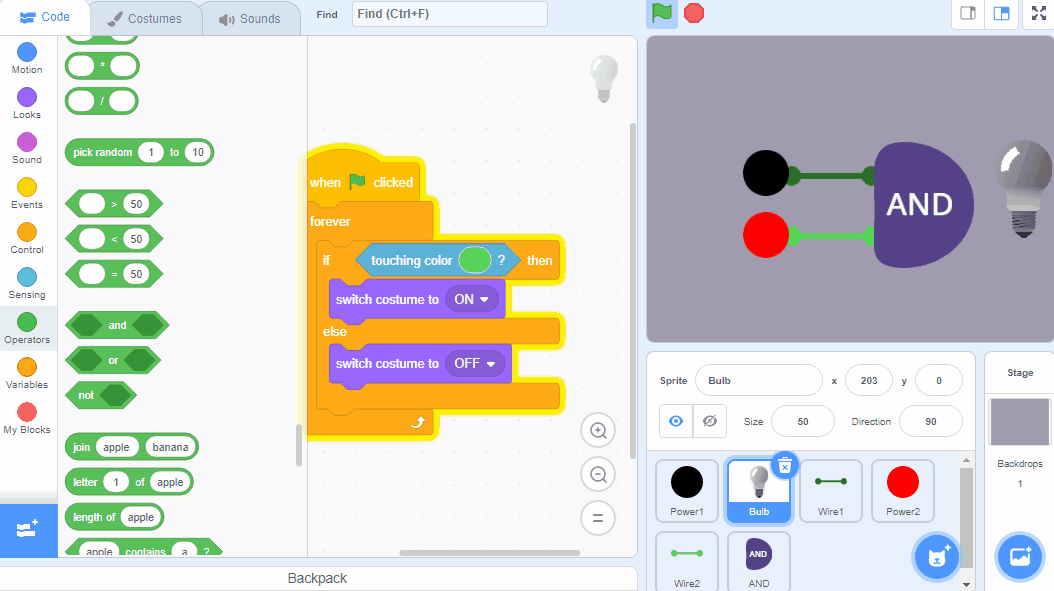 Code
Costumes
Sounds
Find
Find (Ctrl+F)
Motion
Looks
Sound
Events
Control
Sensing
Operators
Variables
My Blocks
*
/
pick random 1 to 10
> 50
< 50
= 50
and
or
not
join apple banana
letter 1 of apple
length of apple
apple contains a ?
when clicked
forever
if touching color ? then
switch costume to ON
else
switch costume to OFF
=
Backpack
AND
Sprite Bulb x 203 y 0
Size 50 Direction 90
Power1
Bulb
Wire1
Power2
Wire2
AND
AND
Stage
Backdrops
1